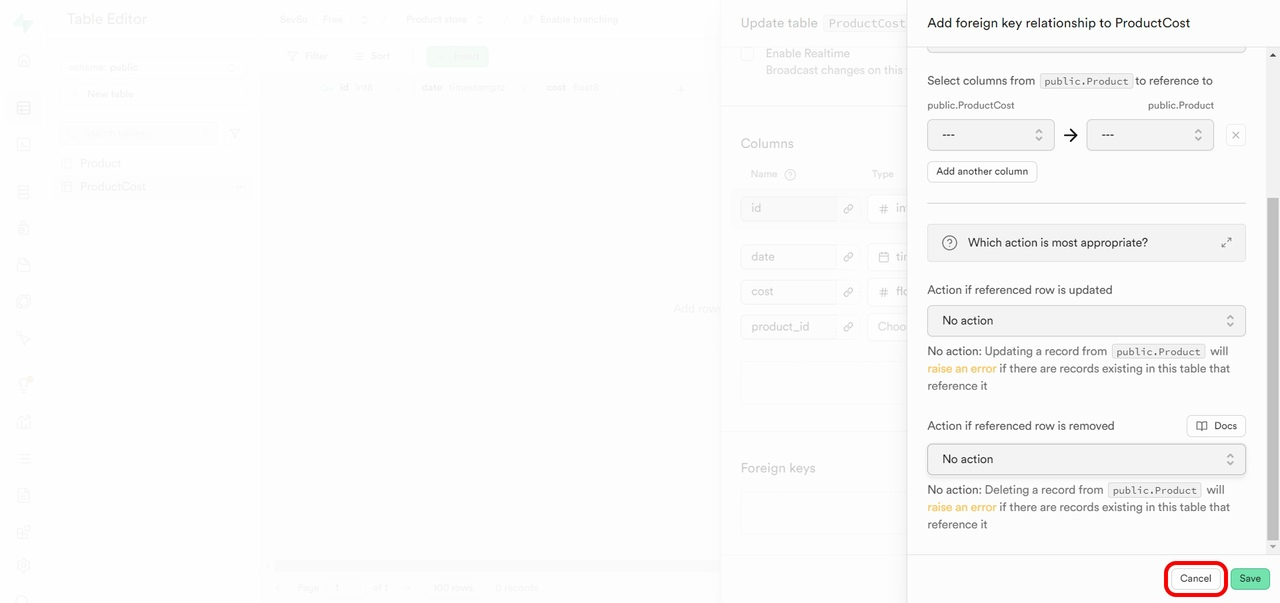 Table Editor
SevSu Free
Product store
Enable branching
Update table ProductCost
Add foreign key relationship to ProductCost
Filter
Sort
Insert
schema: public
New table
id int8
date timestamptz
cost float8
Product
ProductCost
Add rows
Page 1 of 1
100 rows
0 records
Enable Realtime
Broadcast changes on this
Columns
Name
Type
id
date
cost
product_id
Choo
Foreign keys
Select columns from public.Product to reference to
public.ProductCost public.Product
--- ---
Add another column
Which action is most appropriate?
Action if referenced row is updated
No action
No action: Updating a record from public.Product will
raise an error if there are records existing in this table that
reference it
Action if referenced row is removed
Docs
No action
No action: Deleting a record from public.Product will
raise an error if there are records existing in this table that
reference it
Cancel
Save